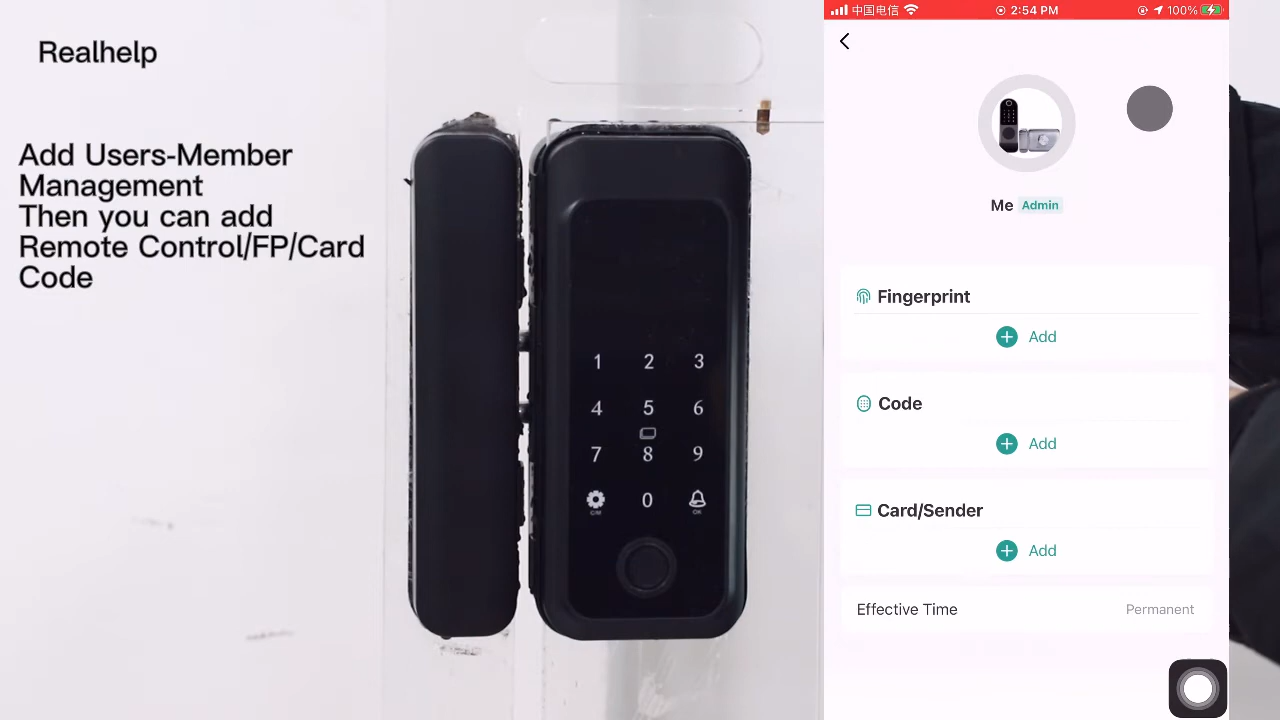 Realhelp
Add Users-Member
Management
Then you can add
Remote Control/FP/Card
Code
1 2 3
4 5 6
7 8 9
0
C/#
OK
中国电信
2:54 PM
100%
Me Admin
Fingerprint
Add
Code
Add
Card/Sender
Add
Effective Time
Permanent